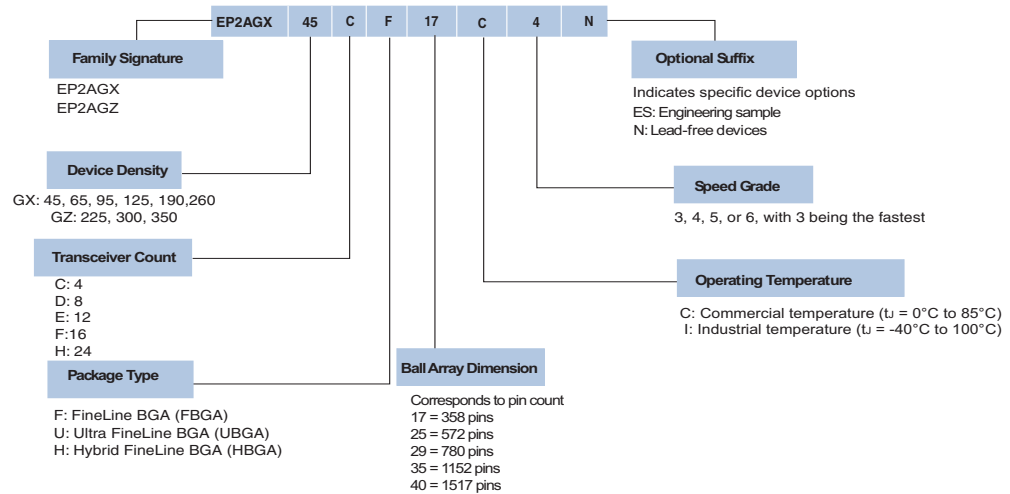 EP2AGX 45 C F 17 C 4 N
Family Signature
EP2AGX
EP2AGZ
Optional Suffix
Indicates specific device options
ES: Engineering sample
N: Lead-free devices
Device Density
GX: 45, 65, 95, 125, 190,260
GZ: 225, 300, 350
Speed Grade
3, 4, 5, or 6, with 3 being the fastest
Transceiver Count
C: 4
D: 8
E: 12
F:16
H: 24
Operating Temperature
C: Commercial temperature (tJ = 0°C to 85°C)
I: Industrial temperature (tJ = -40°C to 100°C)
Package Type
F: FineLine BGA (FBGA)
U: Ultra FineLine BGA (UBGA)
H: Hybrid FineLine BGA (HBGA)
Ball Array Dimension
Corresponds to pin count
17 = 358 pins
25 = 572 pins
29 = 780 pins
35 = 1152 pins
40 = 1517 pins